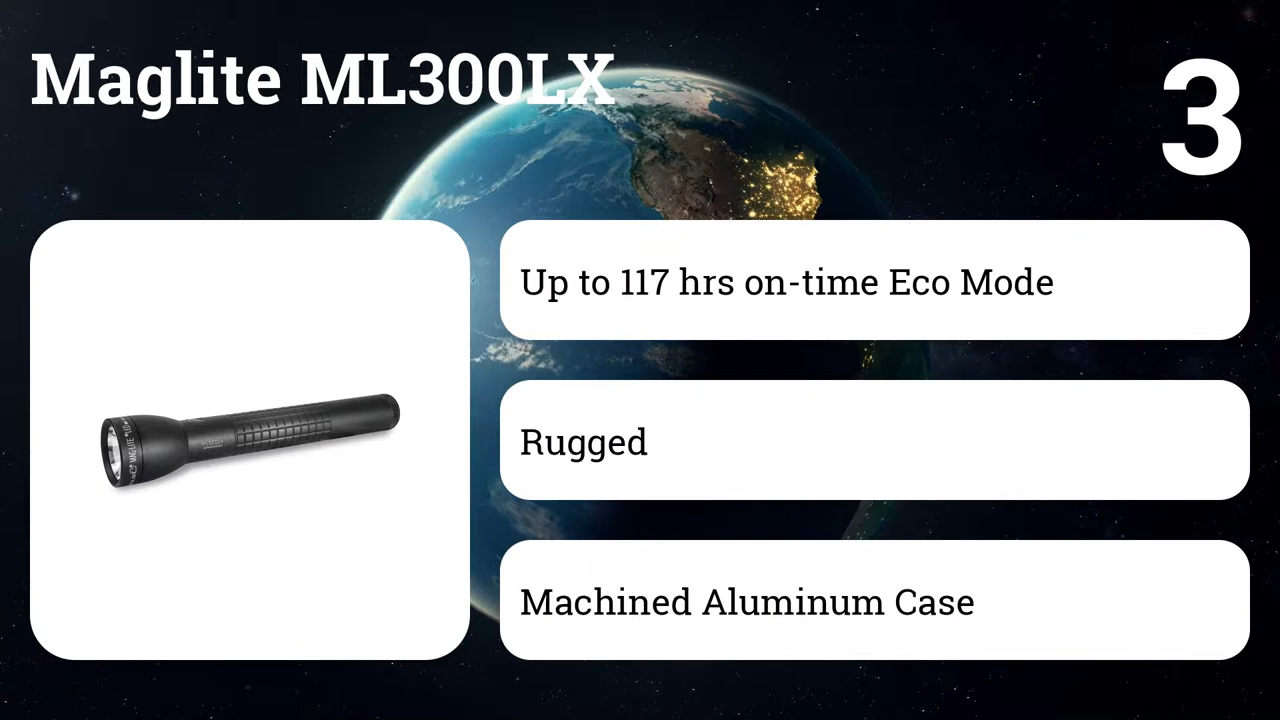 Maglite ML300LX
3
Up to 117 hrs on-time Eco Mode
Rugged
Machined Aluminum Case